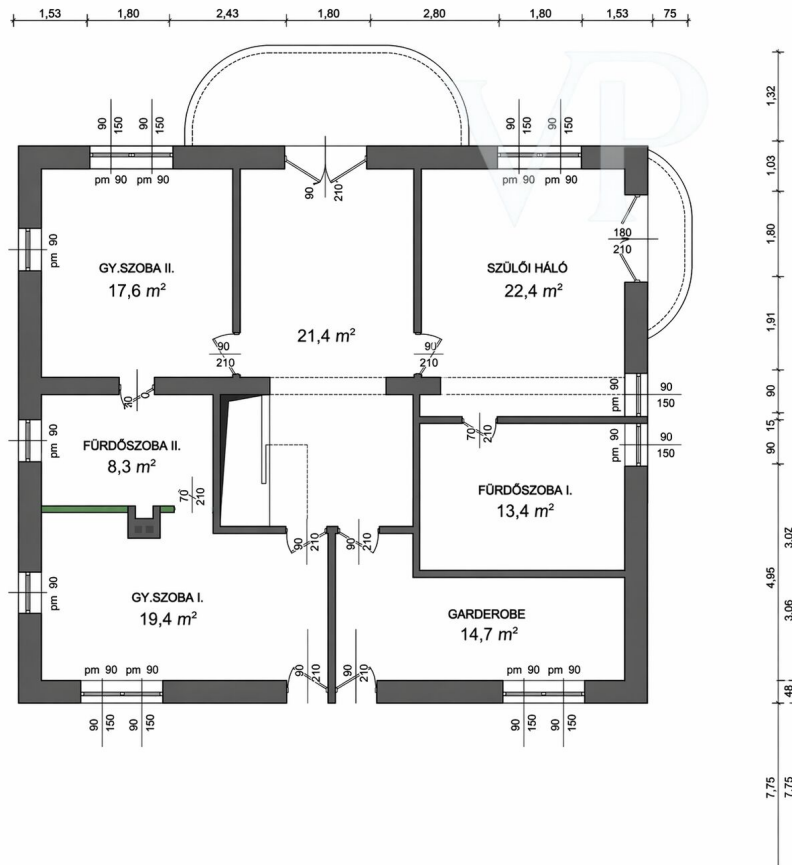 1,53 1,80 2,43 1,80 2,80 1,80 1,53 75
VP
90 150 90 150
90 150 90 150
pm 90 pm 90
90 210
pm 90 pm 90
1,32
1,03
1,80
1,91
90
15
90
3,02
4,95
3,06
48
7,75
7,75
pm 90
180
210
GY.SZOBA II.
17,6 m²
SZÜLŐI HÁLÓ
22,4 m²
21,4 m²
90
210
90
210
pm 90
90
150
pm 90
FÜRDŐSZOBA II.
8,3 m²
70 210
70 210
pm 90
90
150
FÜRDŐSZOBA I.
13,4 m²
90 210
90 210
pm 90
GY.SZOBA I.
19,4 m²
GARDEROBE
14,7 m²
pm 90 pm 90
90 210
90 210
pm 90 pm 90
90 150 90 150
90 150 90 150